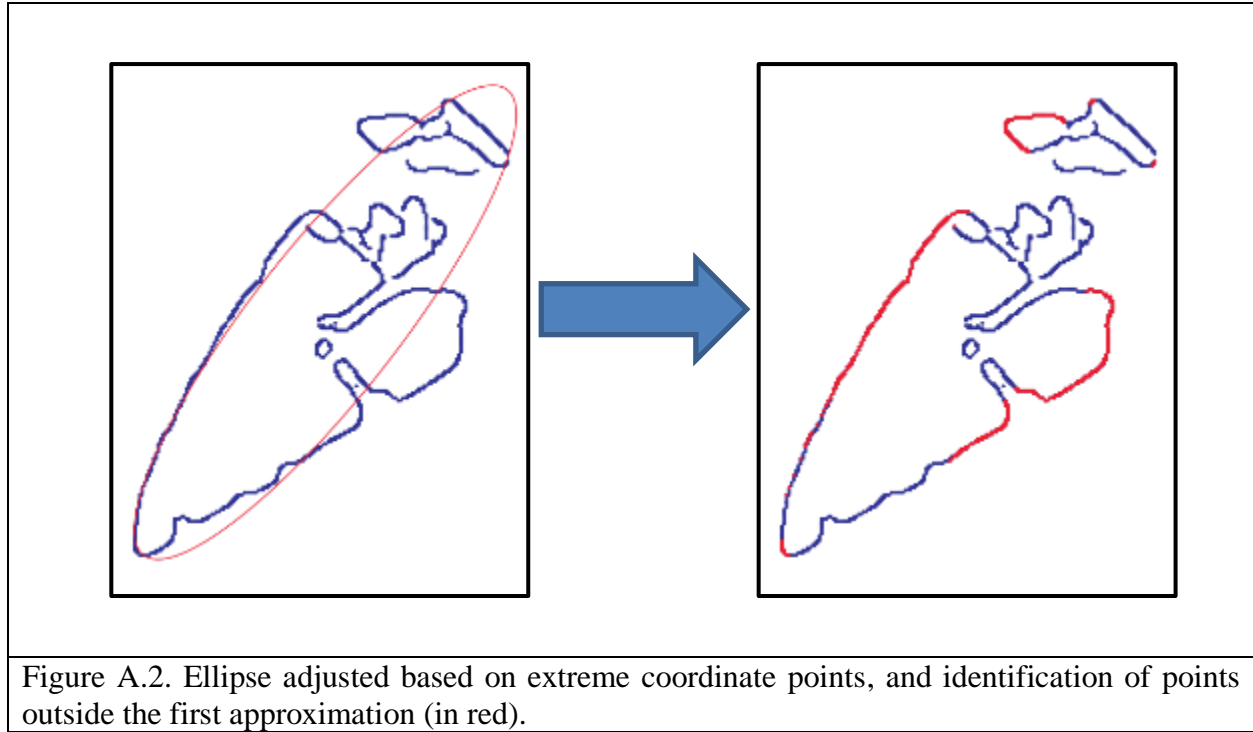 Figure A.2. Ellipse adjusted based on extreme coordinate points, and identification of points
outside the first approximation (in red).